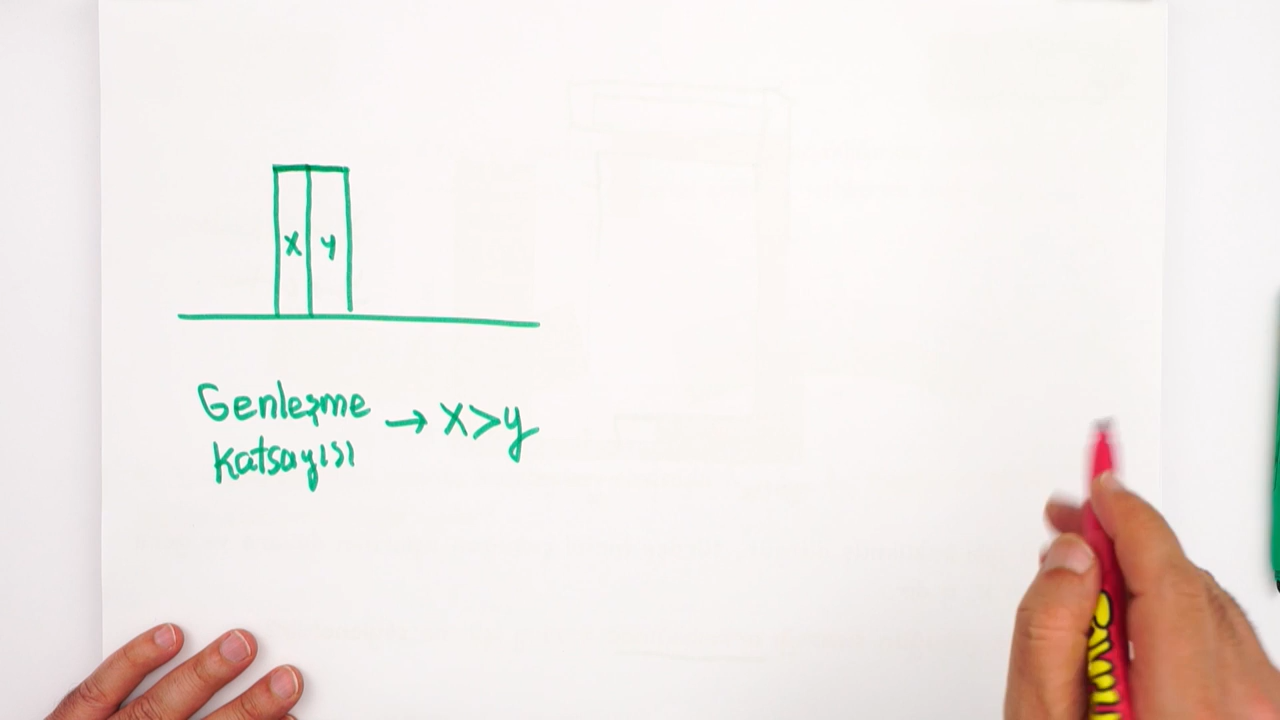 x y
Genleşme
katsayısı → x>y